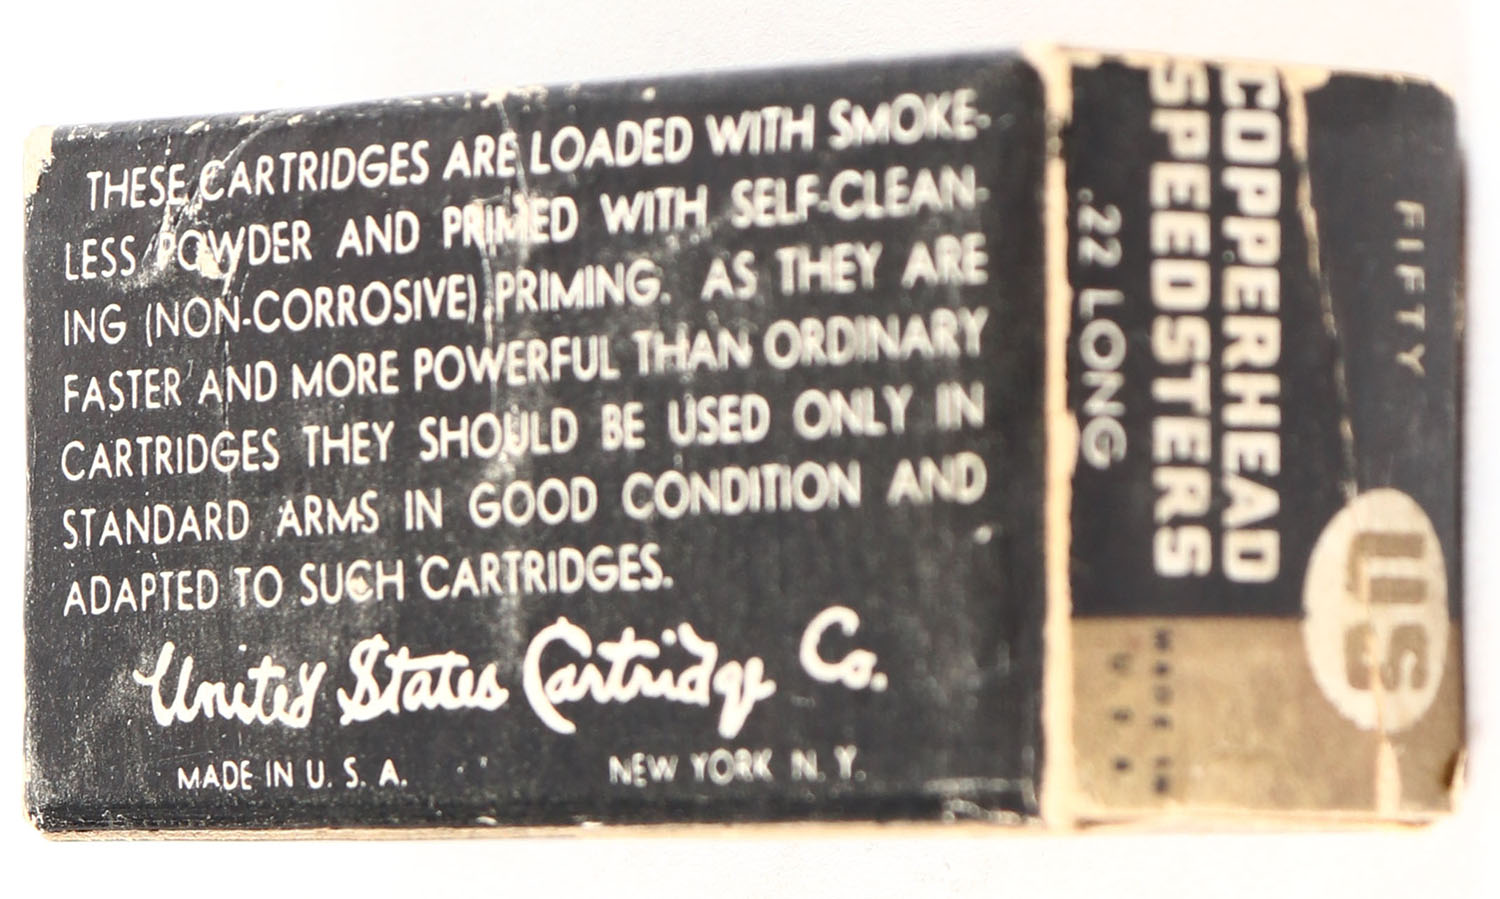 THESE CARTRIDGES ARE LOADED WITH SMOKE-
LESS POWDER AND PRIMED WITH SELF-CLEAN-
ING (NON-CORROSIVE) PRIMING. AS THEY ARE
FASTER AND MORE POWERFUL THAN ORDINARY
CARTRIDGES THEY SHOULD BE USED ONLY IN
STANDARD ARMS IN GOOD CONDITION AND
ADAPTED TO SUCH CARTRIDGES.
United States Cartridge Co.
MADE IN U. S. A.
NEW YORK N. Y.
FIFTY
US
COPPERHEAD
SPEEDSTERS
.22 LONG
MADE IN
U S A